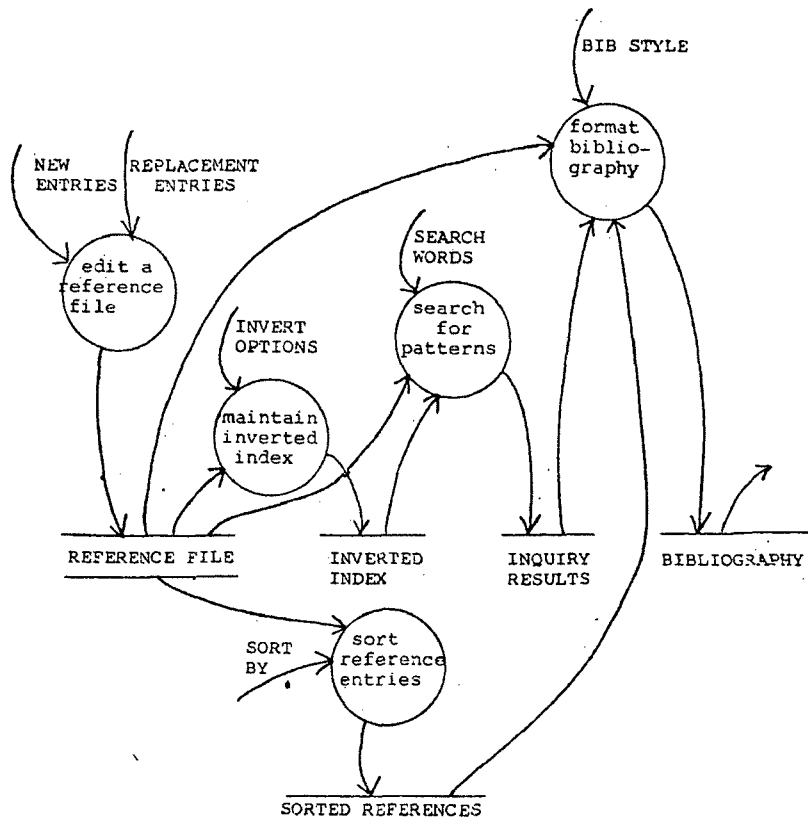 BIB STYLE
format
biblio-
graphy
NEW
ENTRIES
REPLACEMENT
ENTRIES
edit a
reference
file
SEARCH
WORDS
search
for
patterns
INVERT
OPTIONS
maintain
inverted
index
REFERENCE FILE
INVERTED
INDEX
INQUIRY
RESULTS
BIBLIOGRAPHY
SORT
BY
sort
reference
entries
SORTED REFERENCES